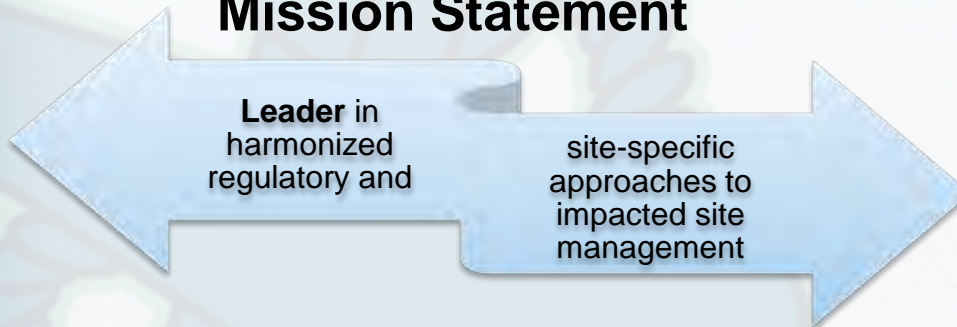 Mission Statement
Leader in
harmonized
regulatory and
site-specific
approaches to
impacted site
management